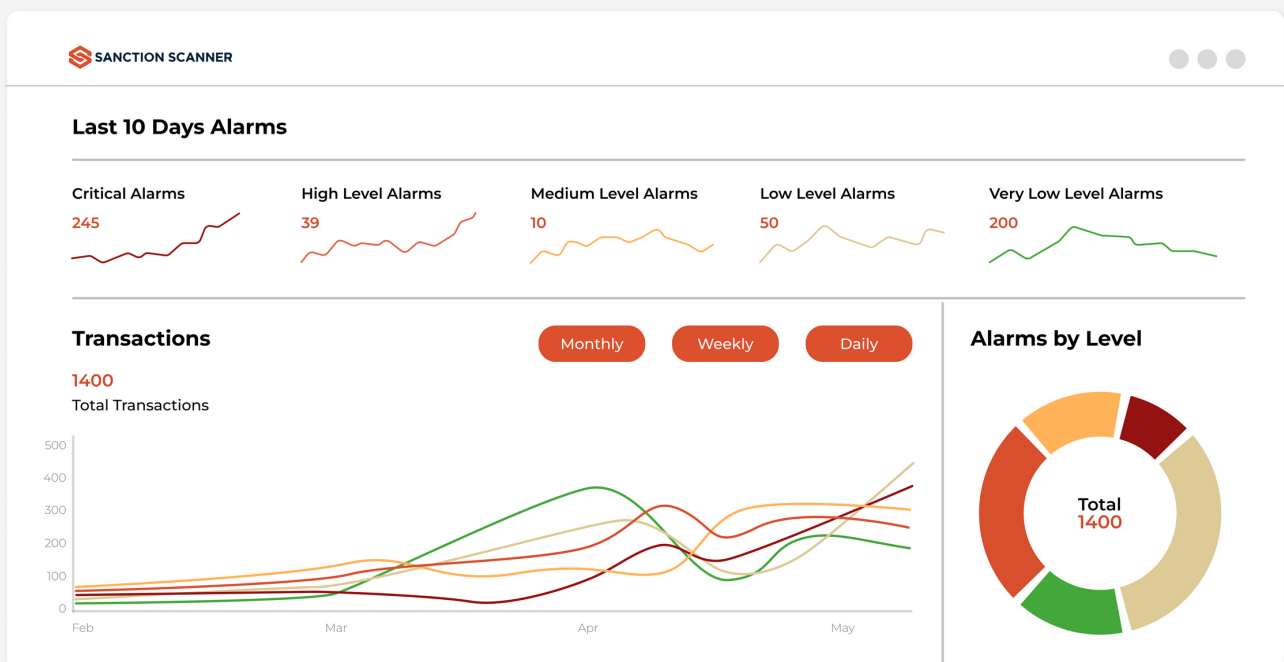 SANCTION SCANNER
Last 10 Days Alarms
Critical Alarms
245
High Level Alarms
39
Medium Level Alarms
10
Low Level Alarms
50
Very Low Level Alarms
200
Transactions
Monthly
Weekly
Daily
1400
Total Transactions
500
400
300
200
100
0
Feb
Mar
Apr
May
Alarms by Level
Total
1400